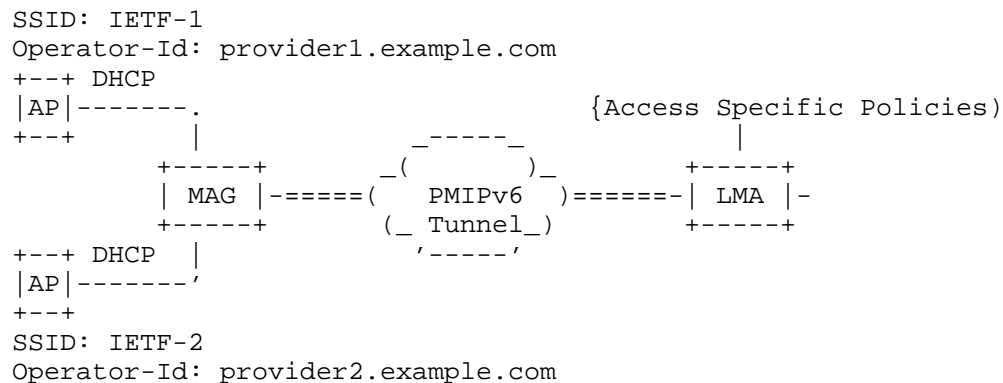 SSID: IETF-1
Operator-Id: provider1.example.com
+--+ DHCP
|AP|-------.                          {Access Specific Policies)
+--+       |              _-----_               |
        +-----+         _(       )_          +-----+
        | MAG |-=====(    PMIPv6   )======-| LMA |-
        +-----+         (_ Tunnel_)          +-----+
+--+ DHCP  |              '-----'
|AP|-------'
+--+
SSID: IETF-2
Operator-Id: provider2.example.com